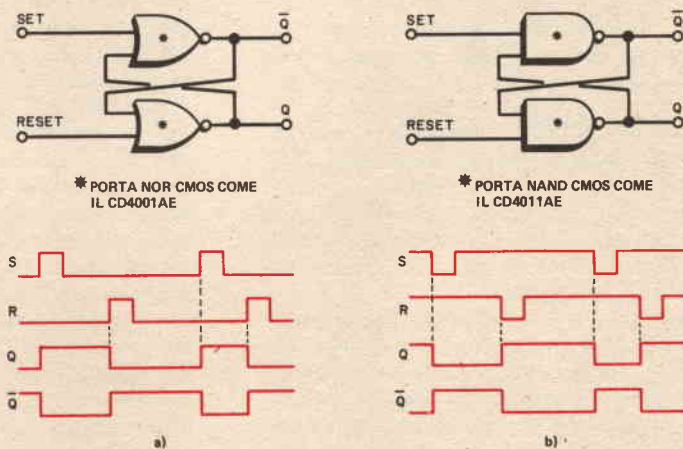 SET
Q̅
RESET
Q
✱ PORTA NOR CMOS COME
IL CD4001AE
S
R
Q
Q̅
a)
SET
Q̅
RESET
Q
✱ PORTA NAND CMOS COME
IL CD4011AE
S
R
Q
Q̅
b)